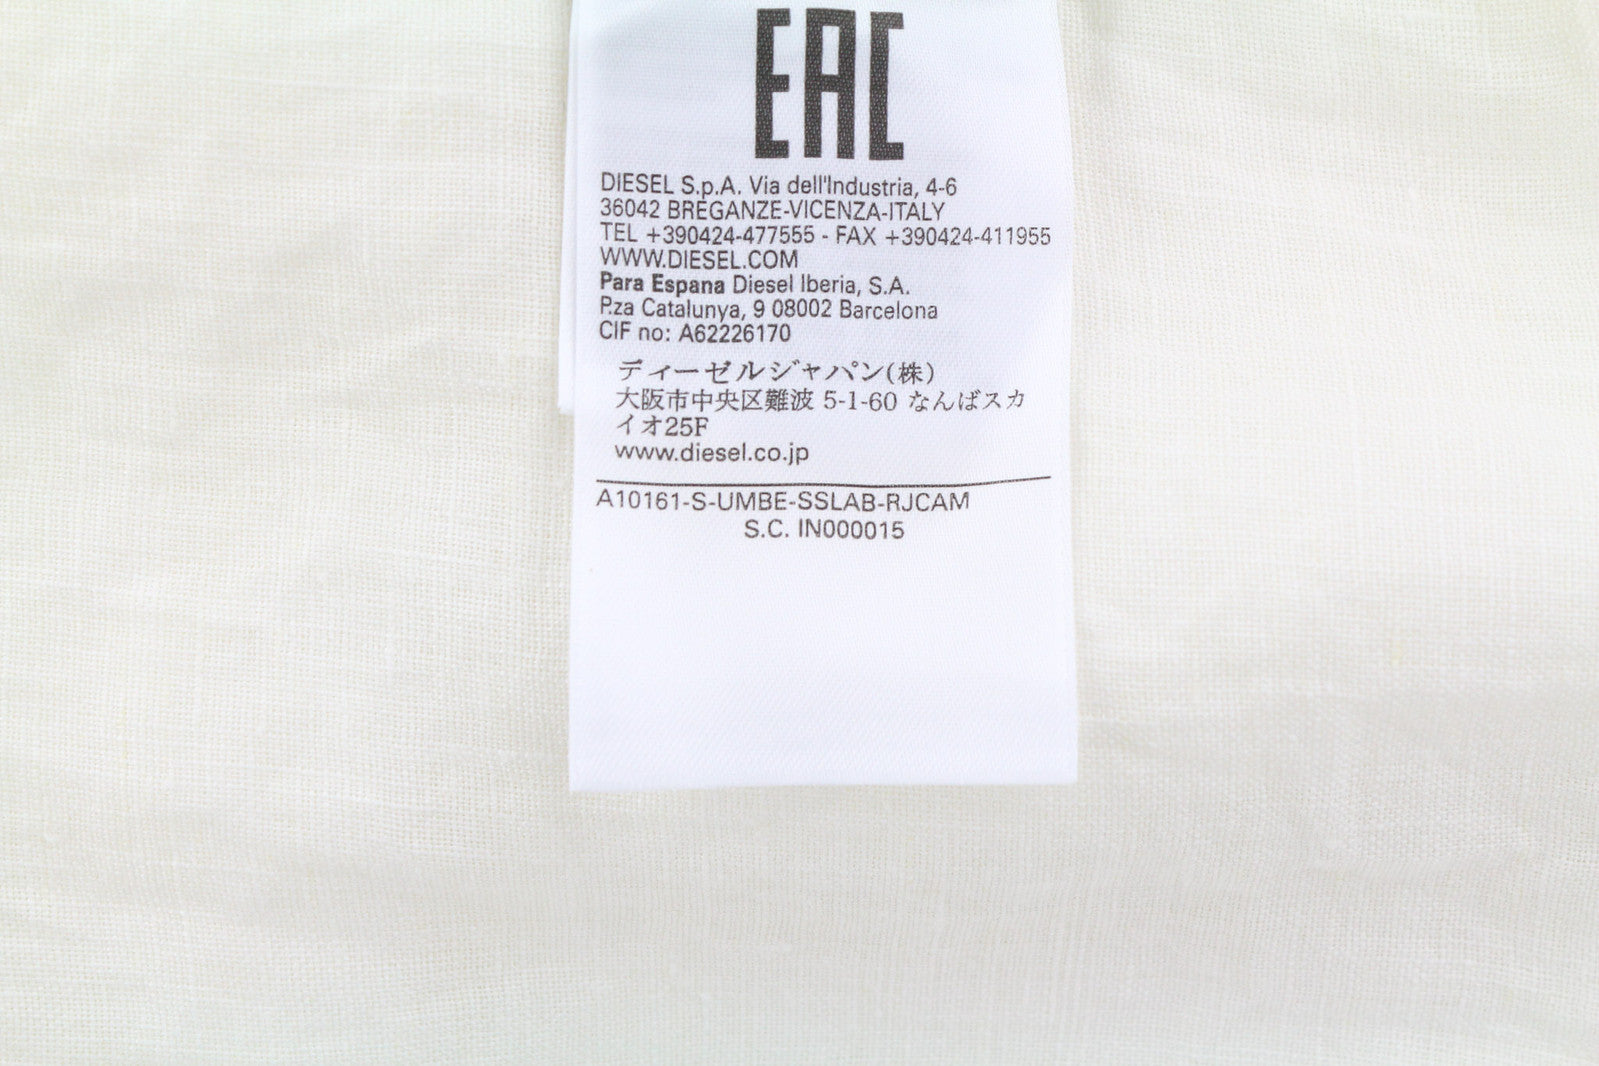 EAC
DIESEL S.p.A. Via dell'Industria, 4-6
36042 BREGANZE-VICENZA-ITALY
TEL +390424-477555 - FAX +390424-411955
WWW.DIESEL.COM
Para Espana Diesel Iberia, S.A.
P.za Catalunya, 9 08002 Barcelona
CIF no: A62226170
ディーゼルジャパン(株)
大阪市中央区難波 5-1-60 なんばスカ
イオ25F
www.diesel.co.jp
A10161-S-UMBE-SSLAB-RJCAM
S.C. IN000015